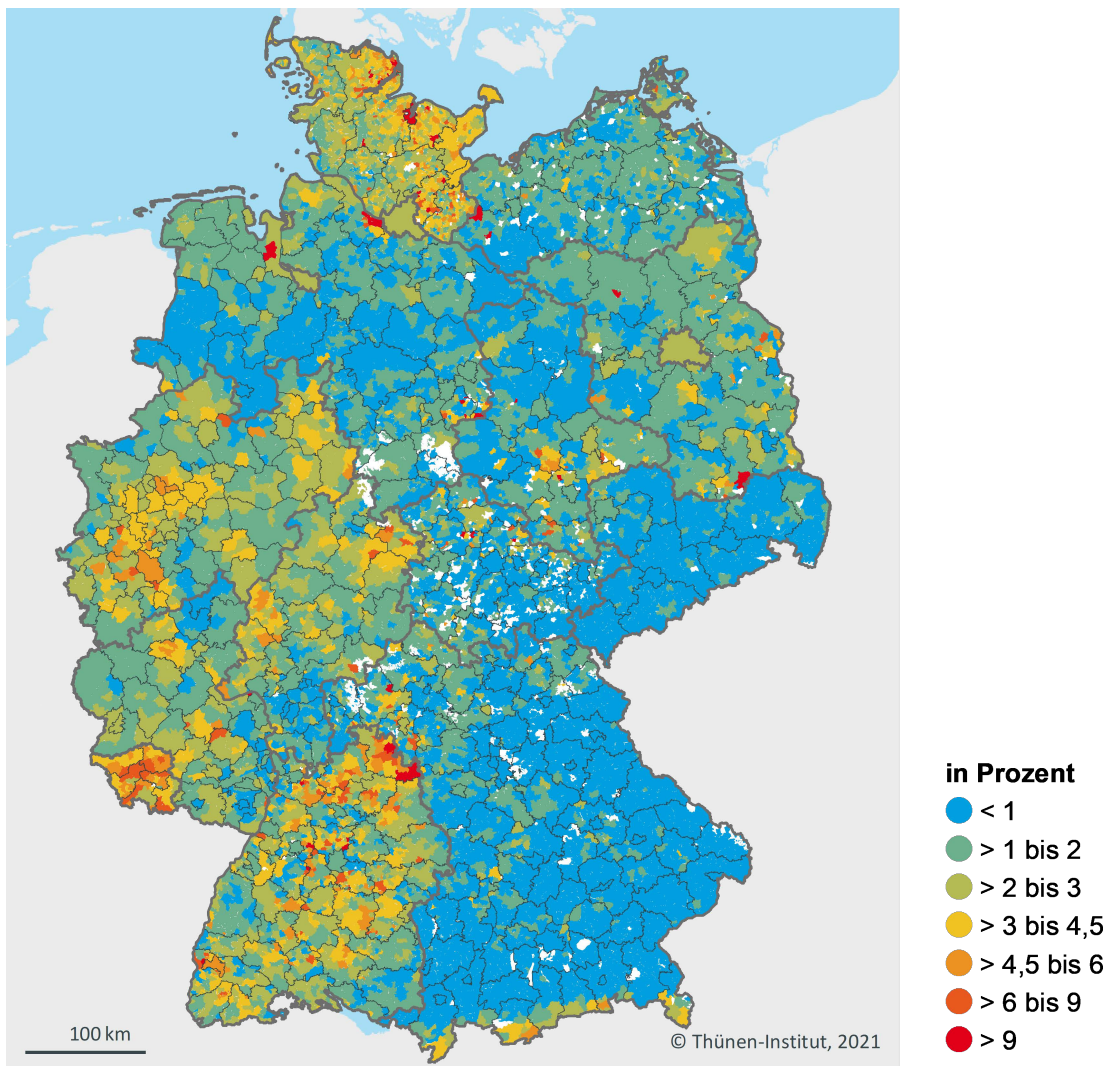 in Prozent
< 1
> 1 bis 2
> 2 bis 3
> 3 bis 4,5
> 4,5 bis 6
> 6 bis 9
> 9
100 km
© Thünen-Institut, 2021